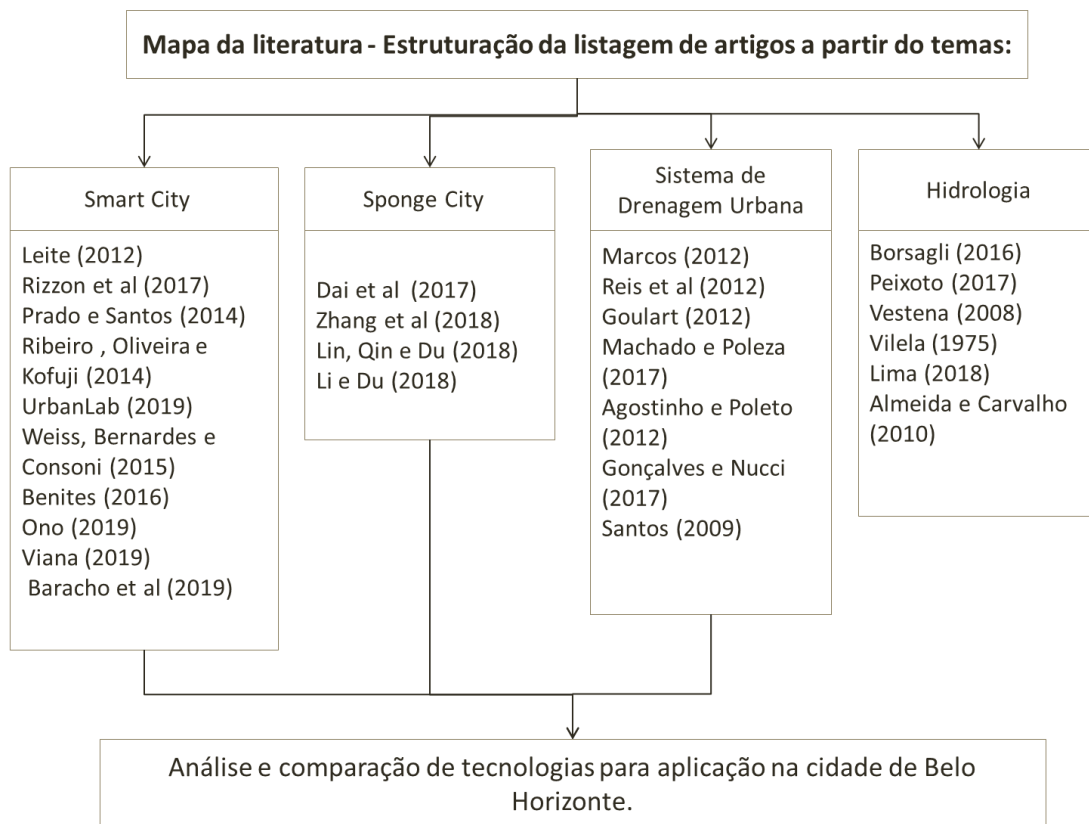 Mapa da literatura - Estruturação da listagem de artigos a partir do temas:
Smart City
Leite (2012)
Rizzon et al (2017)
Prado e Santos (2014)
Ribeiro , Oliveira e
Kofuji (2014)
UrbanLab (2019)
Weiss, Bernardes e
Consoni (2015)
Benites (2016)
Ono (2019)
Viana (2019)
Baracho et al (2019)
Sponge City
Dai et al (2017)
Zhang et al (2018)
Lin, Qin e Du (2018)
Li e Du (2018)
Sistema de
Drenagem Urbana
Marcos (2012)
Reis et al (2012)
Goulart (2012)
Machado e Poleza
(2017)
Agostinho e Poleto
(2012)
Gonçalves e Nucci
(2017)
Santos (2009)
Hidrologia
Borsagli (2016)
Peixoto (2017)
Vestena (2008)
Vilela (1975)
Lima (2018)
Almeida e Carvalho
(2010)
Análise e comparação de tecnologias para aplicação na cidade de Belo
Horizonte.